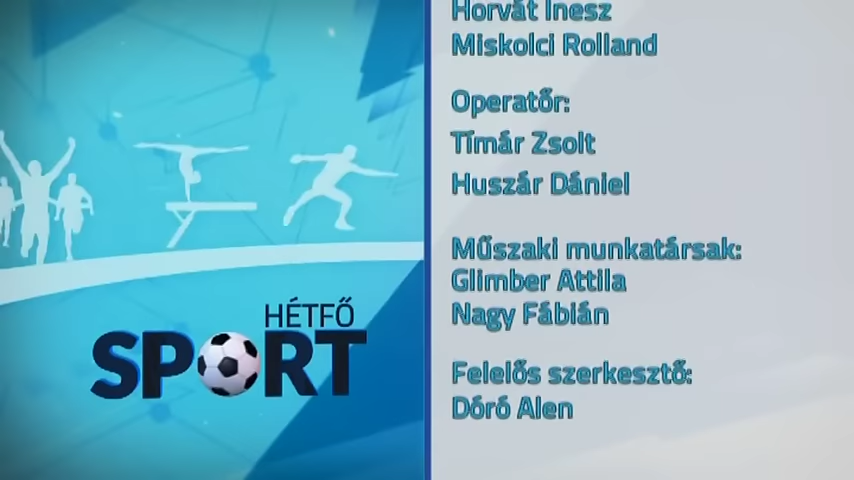 HÉTFŐ
SPORT
Horvát Inesz
Miskolci Rolland
Operatőr:
Tímár Zsolt
Huszár Dániel
Műszaki munkatársak:
Glimber Attila
Nagy Fábián
Felelős szerkesztő:
Dóró Alen